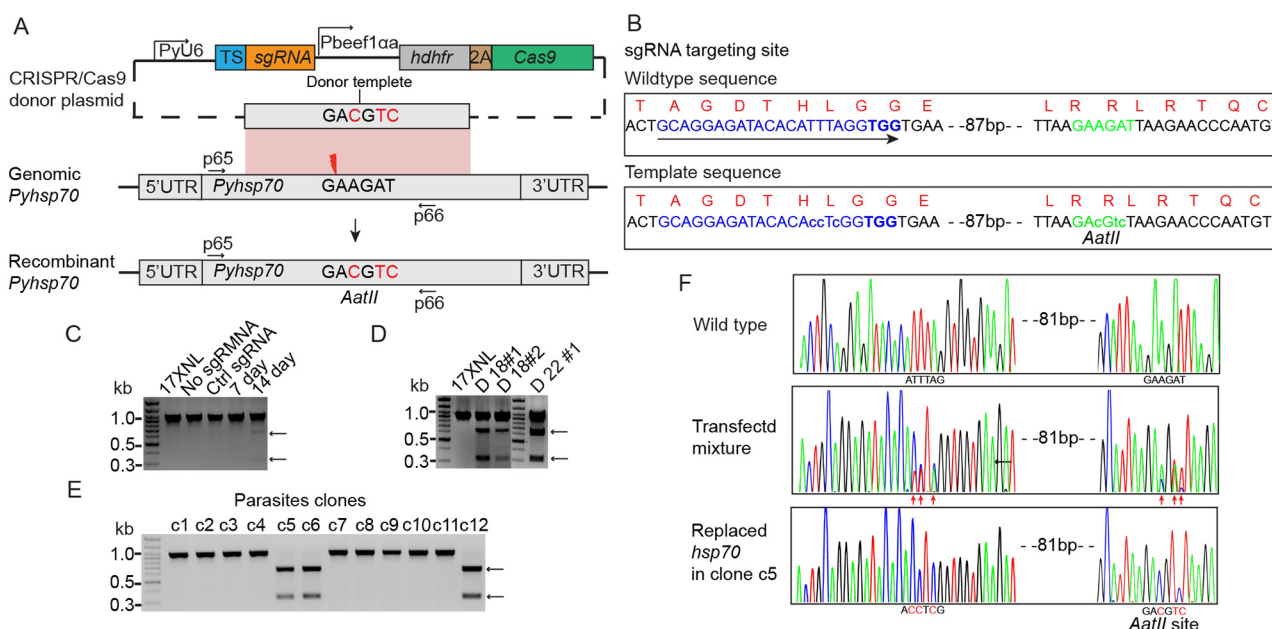 A
PyU6
TS
sgRNA
Pbeef1αa
hdhfr
2A
Cas9
CRISPR/Cas9
donor plasmid
Donor templete
GACGTC
p65
Genomic
Pyhsp70
5'UTR
Pyhsp70
GAAGAT
3'UTR
p66
p65
Recombinant
Pyhsp70
5'UTR
Pyhsp70
GACGTC
3'UTR
AatII
p66
B
sgRNA targeting site
Wildtype sequence
T A G D T H L G G E L R R L R T Q C
ACTGCAGGAGATACACATTTAGGTGGTGAA - -87bp- - TTAAGAAGATTAAGAACCCAATGT
Template sequence
T A G D T H L G G E L R R L R T Q C
ACTGCAGGAGATACACAccTcGGTGGTGAA - -87bp- - TTAAGAcGtcTAAGAACCCAATGT
AatII
C
17XNL
No sgRMNA
Ctrl sgRNA
7 day
14 day
kb
1.0
0.5
0.3
D
17XNL
D 18#1
D 18#2
D 22 #1
kb
1.0
0.5
0.3
E
Parasites clones
kb
c1 c2 c3 c4 c5 c6 c7 c8 c9 c10 c11 c12
1.0
0.5
0.3
F
Wild type
- --81bp-- -
ATTTAG
GAAGAT
Transfectd
mixture
- --81bp-- -
Replaced
hsp70
in clone c5
- --81bp-- -
ACCTCG
GACGTC
AatII site